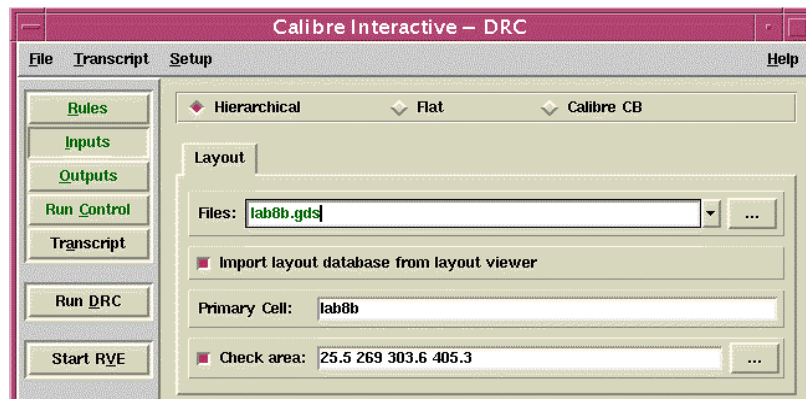 Calibre Interactive – DRC
File Transcript Setup Help
Rules
Inputs
Outputs
Run Control
Transcript
Run DRC
Start RVE
Hierarchical Flat Calibre CB
Layout
Files: lab8b.gds ...
Import layout database from layout viewer
Primary Cell: lab8b
Check area: 25.5 269 303.6 405.3 ...